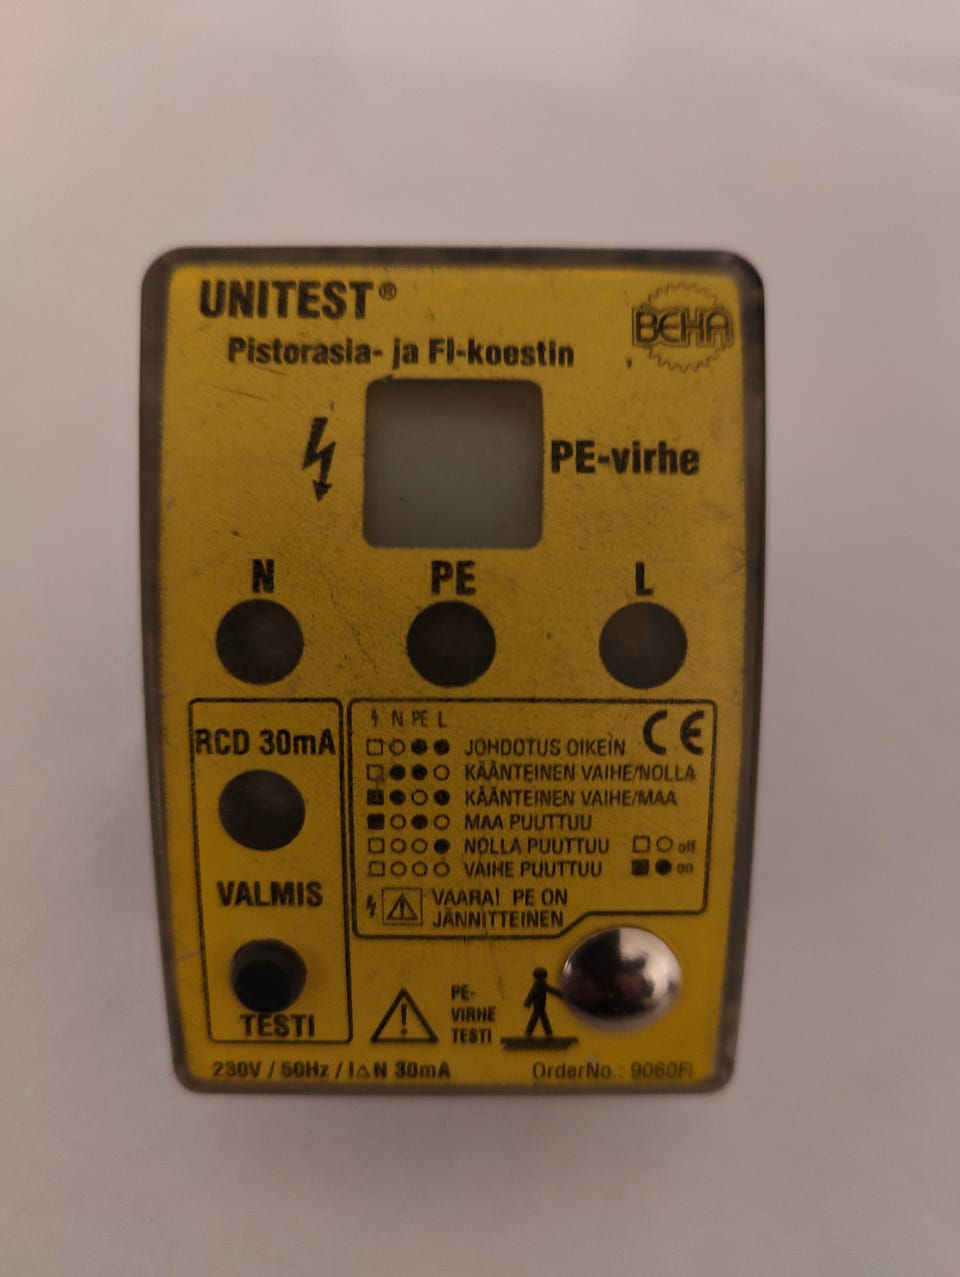 UNITEST®
BEHA
Pistorasia- ja FI-koestin
PE-virhe
N PE L
RCD 30mA
VALMIS
TESTI
N PE L
CE
JOHDOTUS OIKEIN
KÄÄNTEINEN VAIHE/NOLLA
KÄÄNTEINEN VAIHE/MAA
MAA PUUTTUU
NOLLA PUUTTUU
off
VAIHE PUUTTUU
on
VAARA! PE ON
JÄNNITTEINEN
PE-
VIRHE
TESTI
230V / 50Hz / I△N 30mA
OrderNo.: 9060FI